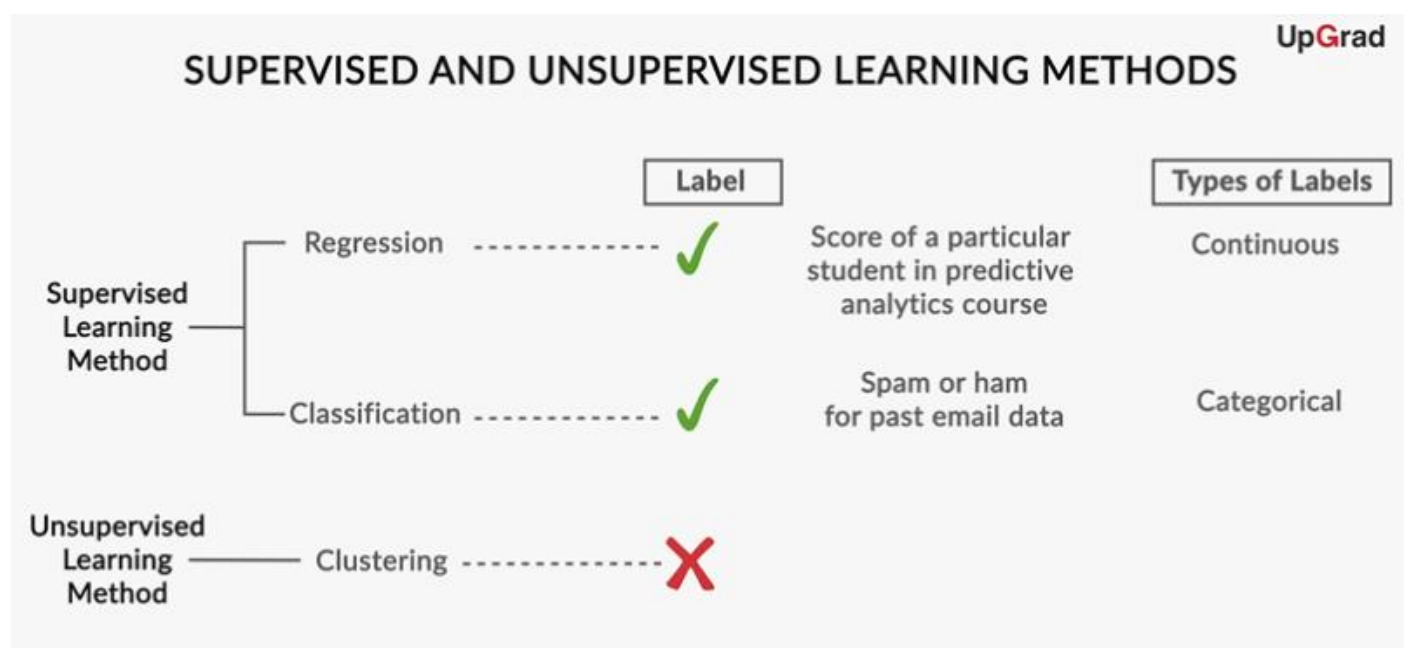 UpGrad
SUPERVISED AND UNSUPERVISED LEARNING METHODS
Label
Types of Labels
Supervised
Learning
Method
Regression
Score of a particular
student in predictive
analytics course
Continuous
Classification
Spam or ham
for past email data
Categorical
Unsupervised
Learning
Method
Clustering